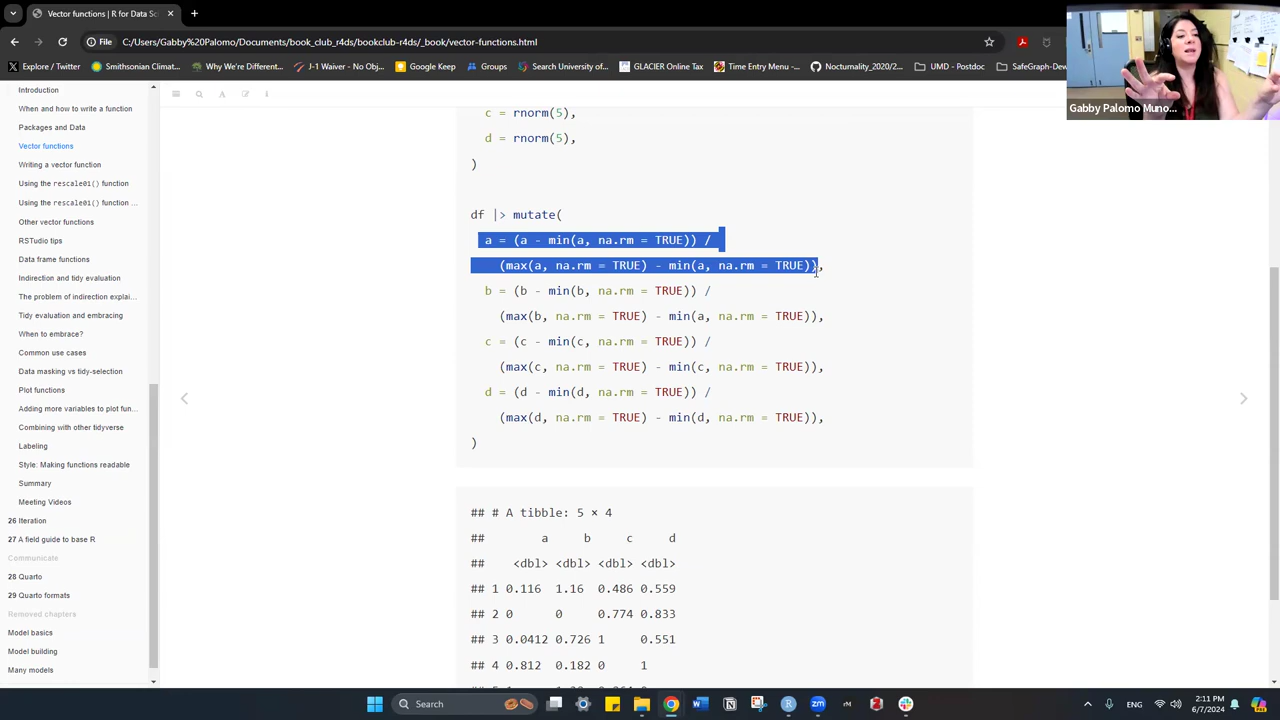 Vector functions | R for Data Sc
File
C:/Users/Gabby%20Palomo/Documents/book_club_r4ds/bookclub-r4ds/_book/vector-functions.html
Explore / Twitter
Smithsonian Climat...
J-1 Waiver - No Obj...
Google Keep
Free
Search | University of...
GLACIER Online Tax
Time Entry Menu - ...
Nocturnality_2022 0...
UMD - Postdoc
SafeGraph-Dewey...
Gabby Palomo Muno...
Introduction
When and how to write a function
Packages and Data
Vector functions
Writing a vector function
Using the rescale01() function
Using the rescale01() function ...
Other vector functions
RSTudio tips
Data frame functions
Indirection and tidy evaluation
The problem of indirection explai...
Tidy evaluation and embracing
When to embrace?
Common use cases
Data masking vs tidy-selection
Plot functions
Adding more variables to plot fun...
Combining with other tidyverse
Labeling
Style: Making functions readable
Summary
Meeting Videos
26 Iteration
27 A field guide to base R
Communicate
28 Quarto
29 Quarto formats
Removed chapters
Model basics
Model building
Many models
c = rnorm(5),
d = rnorm(5),
)
df |> mutate(
a = (a - min(a, na.rm = TRUE)) /
(max(a, na.rm = TRUE) - min(a, na.rm = TRUE)),
b = (b - min(b, na.rm = TRUE)) /
(max(b, na.rm = TRUE) - min(a, na.rm = TRUE)),
c = (c - min(c, na.rm = TRUE)) /
(max(c, na.rm = TRUE) - min(c, na.rm = TRUE)),
d = (d - min(d, na.rm = TRUE)) /
(max(d, na.rm = TRUE) - min(d, na.rm = TRUE)),
)
## # A tibble: 5 × 4
## a b c d
## <dbl> <dbl> <dbl> <dbl>
## 1 0.116 1.16 0.486 0.559
## 2 0 0 0.774 0.833
## 3 0.0412 0.726 1 0.551
## 4 0.812 0.182 0 1
Search
ENG
2:11 PM
6/7/2024